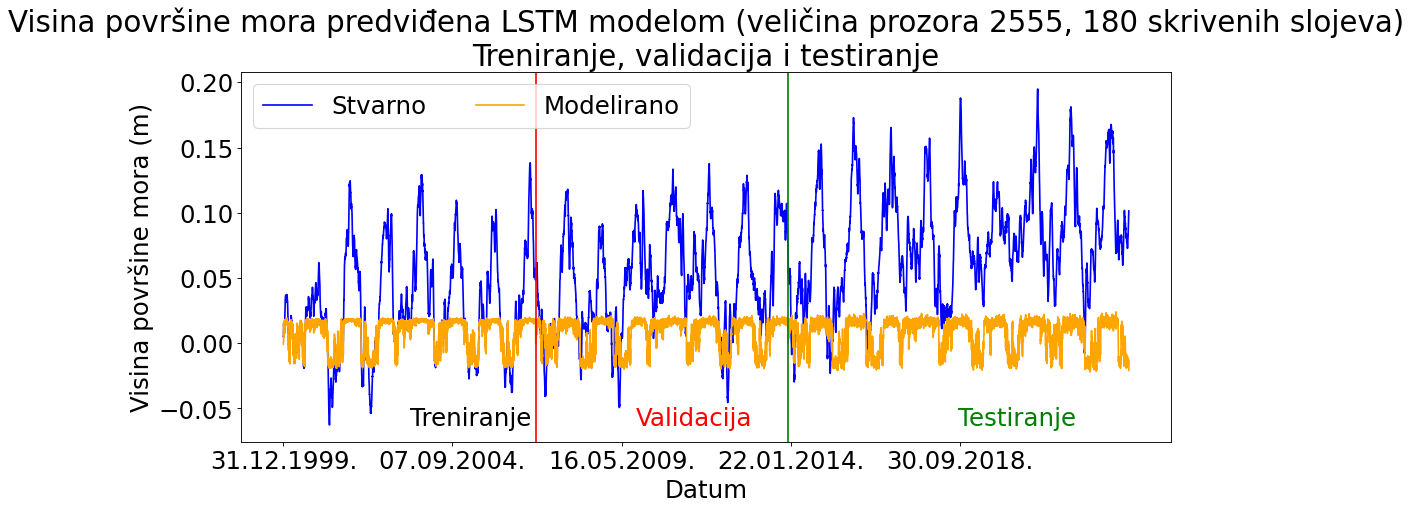 Visina površine mora predviđena LSTM modelom (veličina prozora 2555, 180 skrivenih slojeva)
Treniranje, validacija i testiranje
Stvarno
Modelirano
Visina površine mora (m)
0.20
0.15
0.10
0.05
0.00
−0.05
Treniranje
Validacija
Testiranje
31.12.1999.
07.09.2004.
16.05.2009.
22.01.2014.
30.09.2018.
Datum